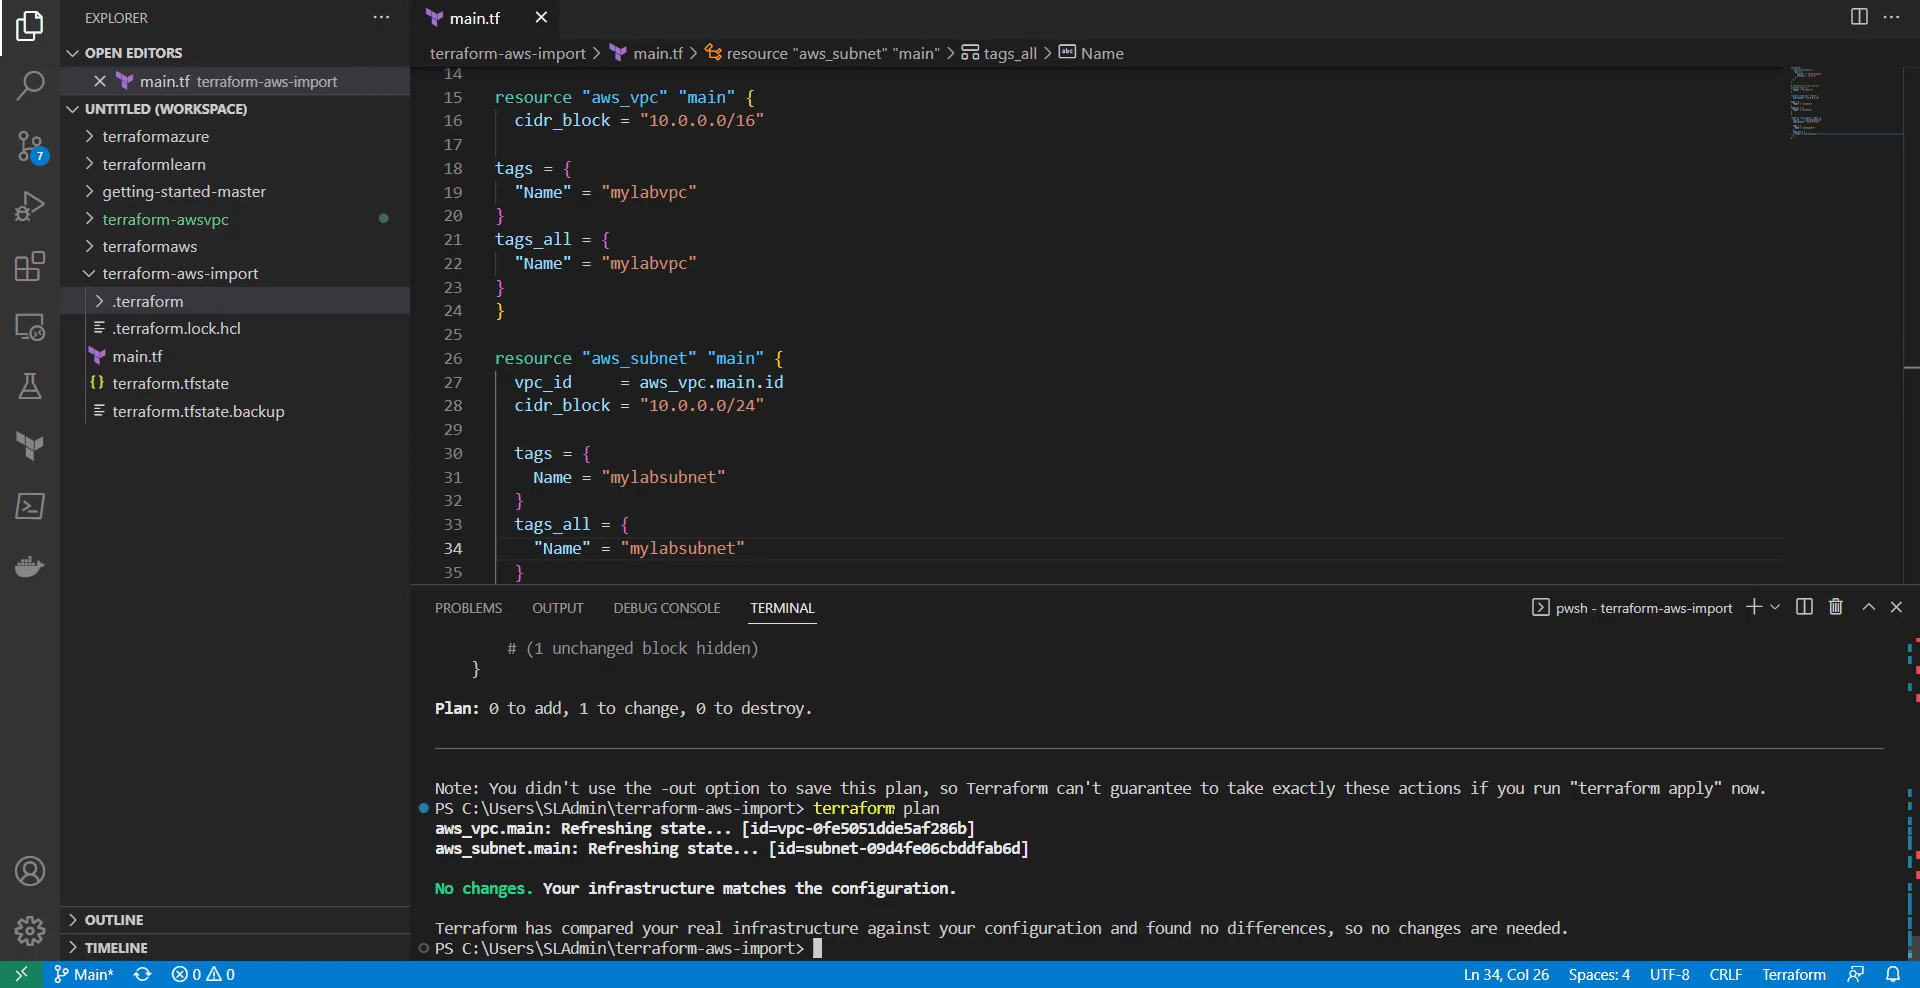 EXPLORER
OPEN EDITORS
main.tf terraform-aws-import
UNTITLED (WORKSPACE)
terraformazure
terraformlearn
getting-started-master
terraform-awsvpc
terraformaws
terraform-aws-import
.terraform
.terraform.lock.hcl
main.tf
terraform.tfstate
terraform.tfstate.backup
OUTLINE
TIMELINE
7
main.tf
terraform-aws-import > main.tf > resource "aws_subnet" "main" > tags_all > abc Name
14
15 resource "aws_vpc" "main" {
16 cidr_block = "10.0.0.0/16"
17
18 tags = {
19 "Name" = "mylabvpc"
20 }
21 tags_all = {
22 "Name" = "mylabvpc"
23 }
24 }
25
26 resource "aws_subnet" "main" {
27 vpc_id     = aws_vpc.main.id
28 cidr_block = "10.0.0.0/24"
29
30 tags = {
31 Name = "mylabsubnet"
32 }
33 tags_all = {
34 "Name" = "mylabsubnet"
35 }
PROBLEMS OUTPUT DEBUG CONSOLE TERMINAL
pwsh - terraform-aws-import
# (1 unchanged block hidden)
}
Plan: 0 to add, 1 to change, 0 to destroy.
Note: You didn't use the -out option to save this plan, so Terraform can't guarantee to take exactly these actions if you run "terraform apply" now.
PS C:\Users\SLAdmin\terraform-aws-import> terraform plan
aws_vpc.main: Refreshing state... [id=vpc-0fe5051dde5af286b]
aws_subnet.main: Refreshing state... [id=subnet-09d4fe06cbddfab6d]
No changes. Your infrastructure matches the configuration.
Terraform has compared your real infrastructure against your configuration and found no differences, so no changes are needed.
PS C:\Users\SLAdmin\terraform-aws-import>
Main* 0 0
Ln 34, Col 26 Spaces: 4 UTF-8 CRLF Terraform